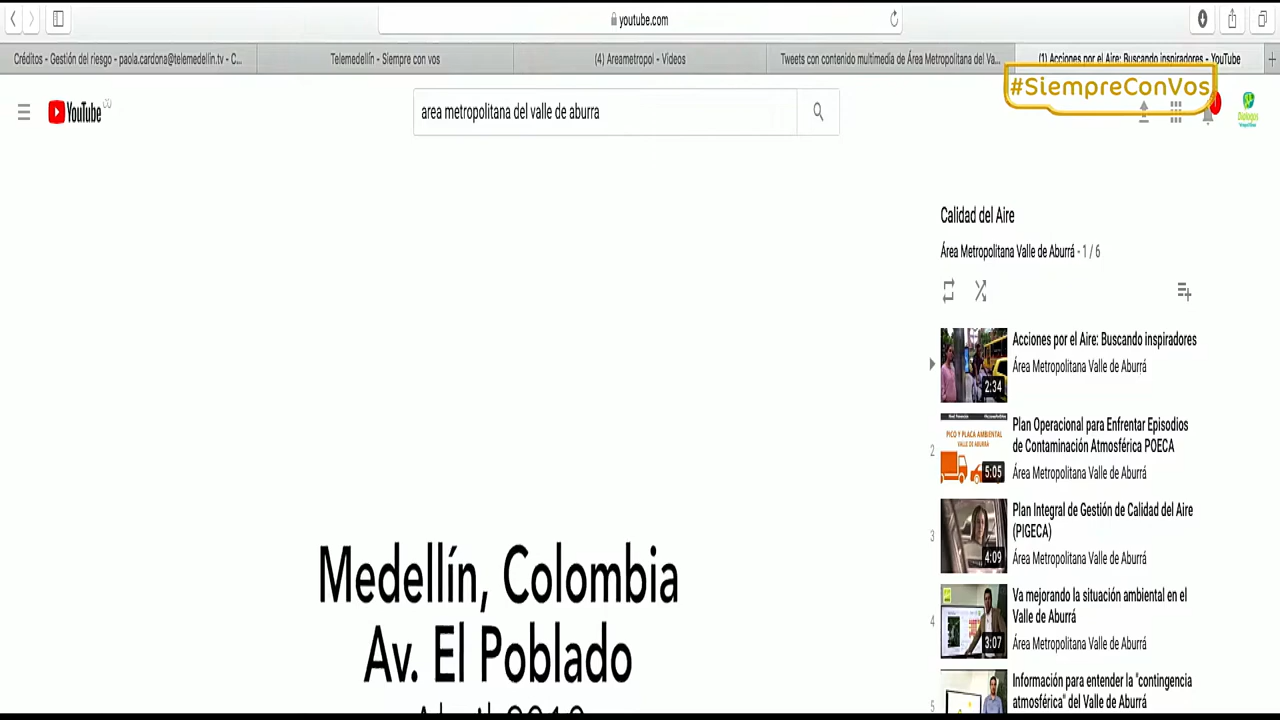 youtube.com
Créditos - Gestión del riesgo - paola.cardona@telemedellin.tv - C...
Telemedellín - Siempre con vos
(4) Areametropol - Videos
Tweets con contenido multimedia de Área Metropolitana del Va...
(1) Acciones por el Aire: Buscando inspiradores - YouTube
#SiempreConVos
YouTube CO
area metropolitana del valle de aburra
Calidad del Aire
Área Metropolitana Valle de Aburrá - 1 / 6
Acciones por el Aire: Buscando inspiradores
Área Metropolitana Valle de Aburrá
2:34
2
PICO Y PLACA AMBIENTAL
VALLE DE ABURRÁ
5:05
Plan Operacional para Enfrentar Episodios
de Contaminación Atmosférica POECA
Área Metropolitana Valle de Aburrá
3
4:09
Plan Integral de Gestión de Calidad del Aire
(PIGECA)
Área Metropolitana Valle de Aburrá
4
3:07
Va mejorando la situación ambiental en el
Valle de Aburrá
Área Metropolitana Valle de Aburrá
5
Información para entender la "contingencia
atmosférica" del Valle de Aburrá
Medellín, Colombia
Av. El Poblado